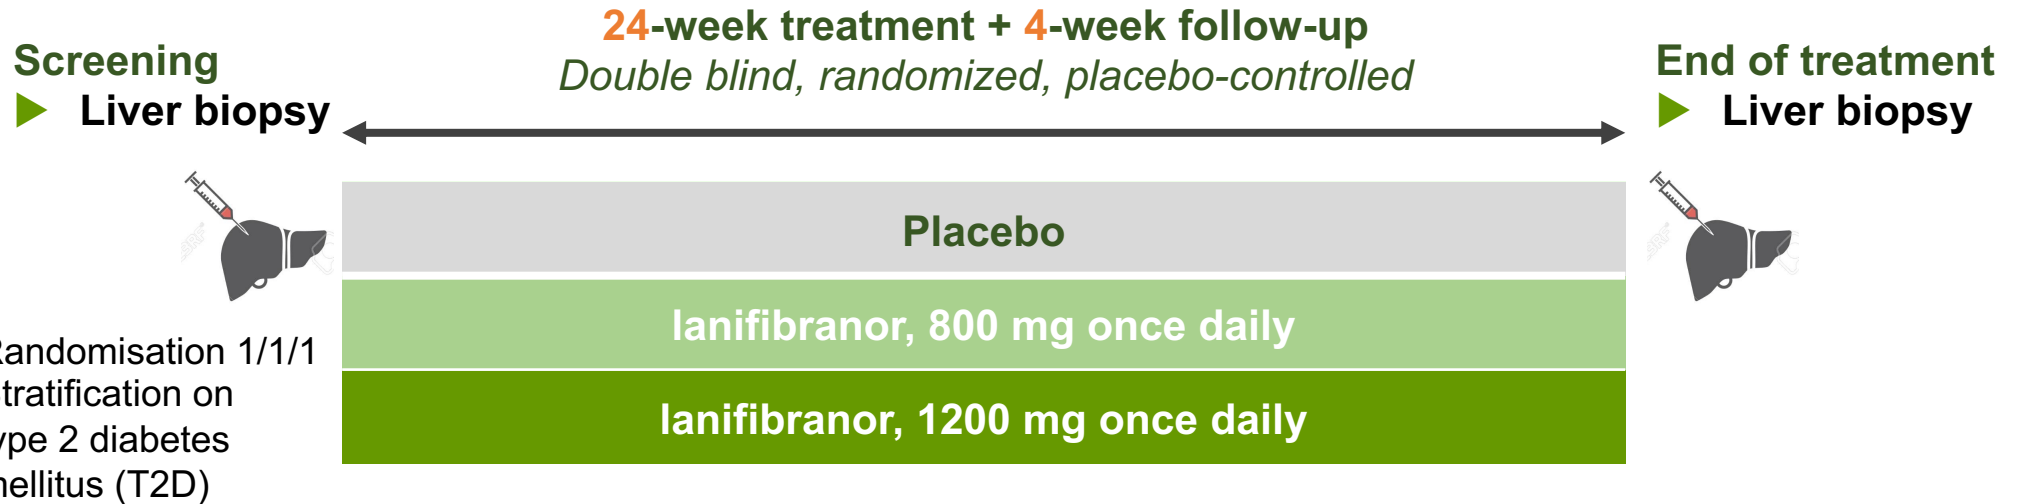 Screening
▶ Liver biopsy
24-week treatment + 4-week follow-up
Double blind, randomized, placebo-controlled
End of treatment
▶ Liver biopsy
Placebo
lanifibranor, 800 mg once daily
lanifibranor, 1200 mg once daily
andomisation 1/1/1
tratification on
ype 2 diabetes
ellitus (T2D)